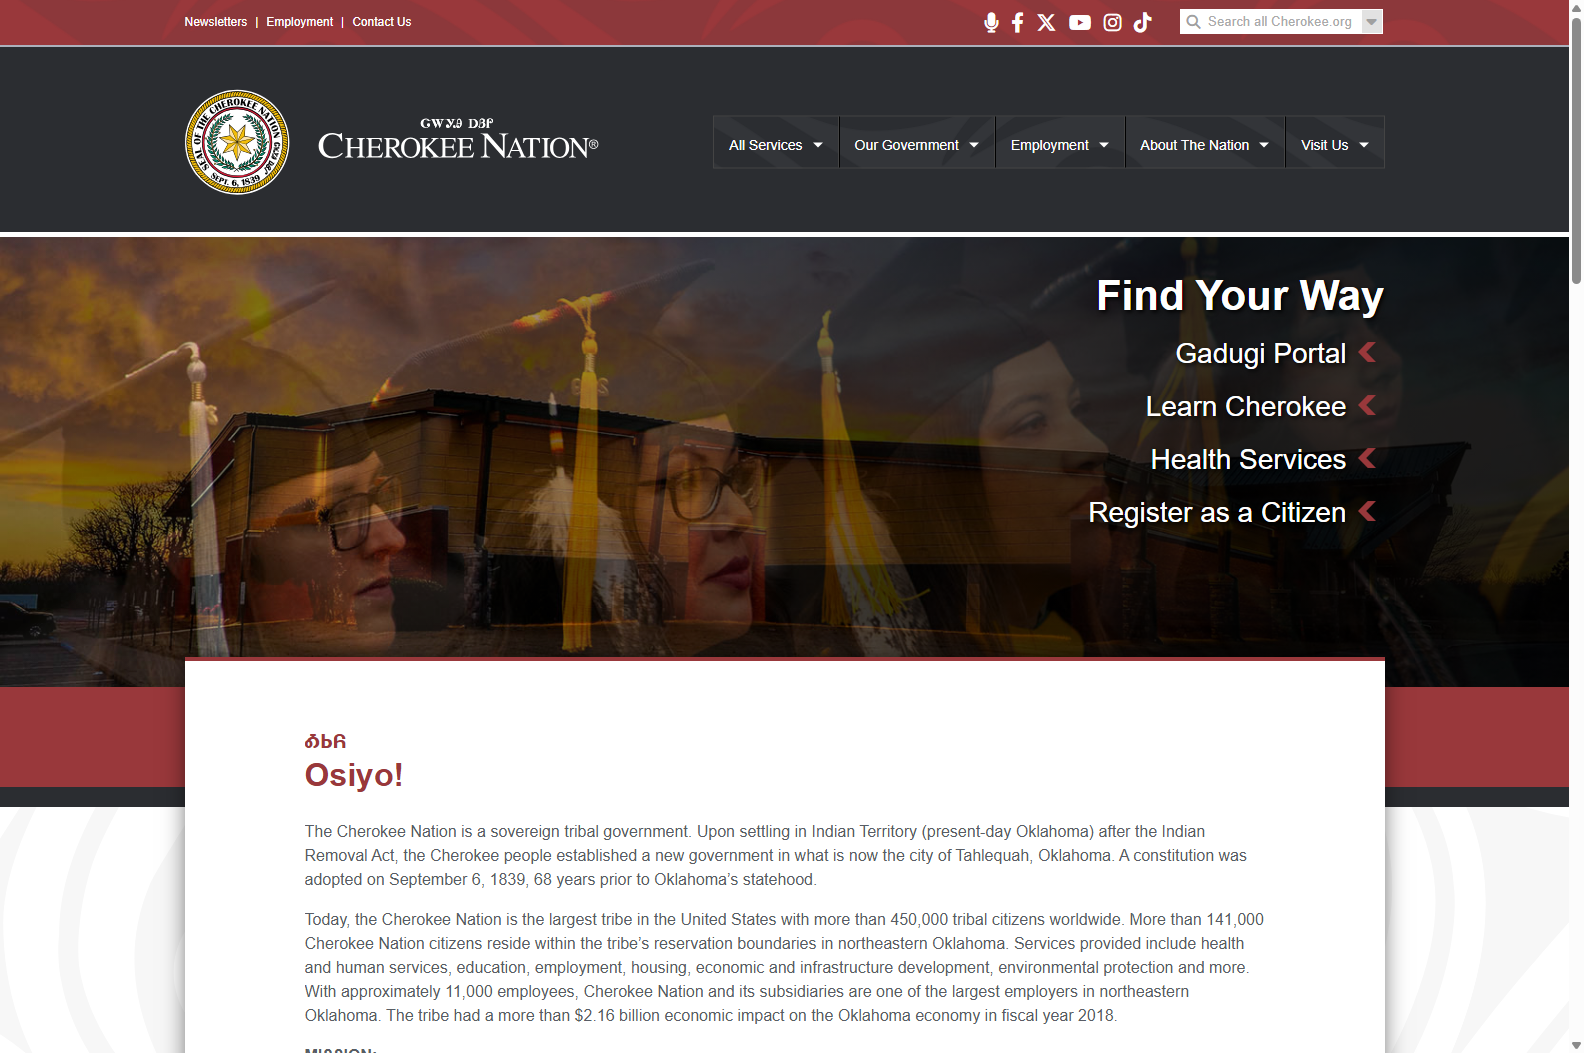 Newsletters | Employment | Contact Us
Search all Cherokee.org
SEAL OF THE CHEROKEE NATION
SEPT. 6, 1839
ᏣᎳᎩᎯ ᎠᏰᎵ
CHEROKEE NATION®
All Services
Our Government
Employment
About The Nation
Visit Us
Find Your Way
Gadugi Portal
Learn Cherokee
Health Services
Register as a Citizen
ᎣᏏᏲ
Osiyo!
The Cherokee Nation is a sovereign tribal government. Upon settling in Indian Territory (present-day Oklahoma) after the Indian
Removal Act, the Cherokee people established a new government in what is now the city of Tahlequah, Oklahoma. A constitution was
adopted on September 6, 1839, 68 years prior to Oklahoma’s statehood.
Today, the Cherokee Nation is the largest tribe in the United States with more than 450,000 tribal citizens worldwide. More than 141,000
Cherokee Nation citizens reside within the tribe’s reservation boundaries in northeastern Oklahoma. Services provided include health
and human services, education, employment, housing, economic and infrastructure development, environmental protection and more.
With approximately 11,000 employees, Cherokee Nation and its subsidiaries are one of the largest employers in northeastern
Oklahoma. The tribe had a more than $2.16 billion economic impact on the Oklahoma economy in fiscal year 2018.
MISSION: